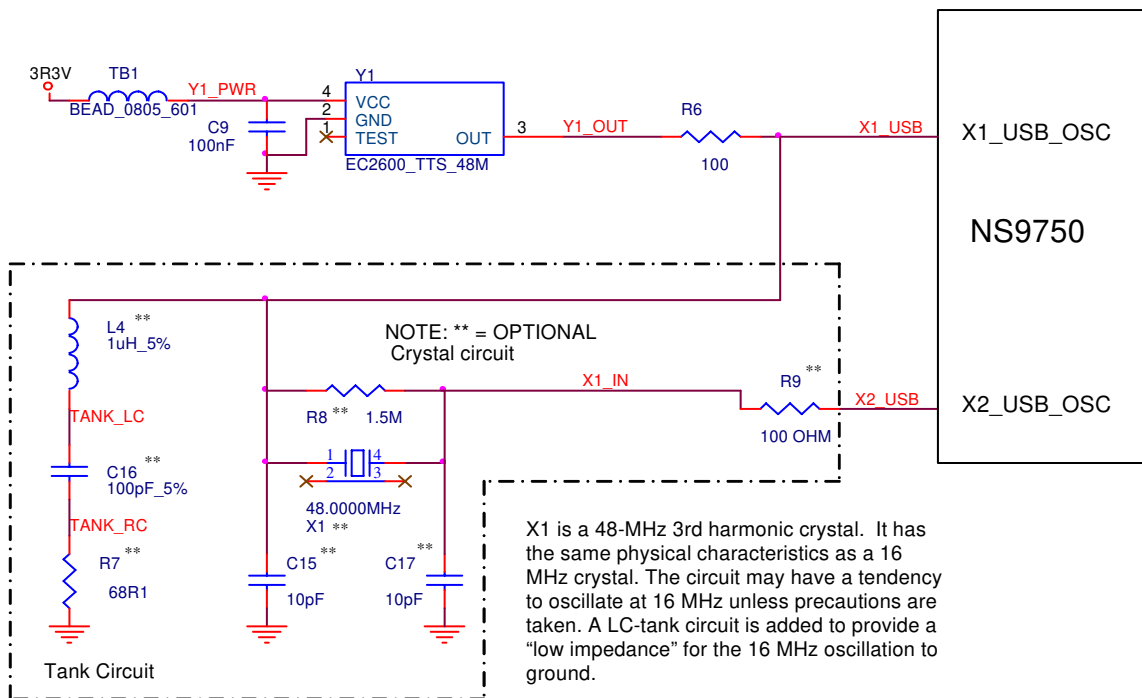 3R3V
TB1
BEAD_0805_601
Y1_PWR
C9
100nF
Y1
4
2
1
VCC
GND
TEST
OUT
3
EC2600_TTS_48M
Y1_OUT
R6
100
X1_USB
X1_USB_OSC
NS9750
L4 **
1uH_5%
NOTE: ** = OPTIONAL
Crystal circuit
TANK_LC
R8 **
1.5M
X1_IN
R9 **
100 OHM
X2_USB
X2_USB_OSC
C16 **
100pF_5%
1
2
4
3
48.0000MHz
X1 **
TANK_RC
R7 **
68R1
C15 **
10pF
C17 **
10pF
Tank Circuit
X1 is a 48-MHz 3rd harmonic crystal. It has
the same physical characteristics as a 16
MHz crystal. The circuit may have a tendency
to oscillate at 16 MHz unless precautions are
taken. A LC-tank circuit is added to provide a
“low impedance” for the 16 MHz oscillation to
ground.